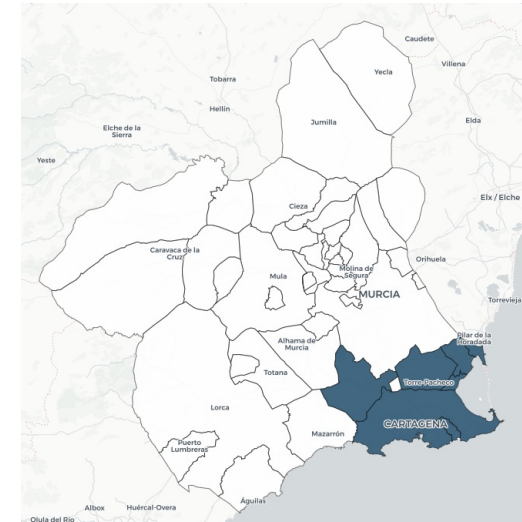 Caudete
Villena
Yecla
Tobarra
Hellín
Jumilla
Elda
Elche de la
Sierra
Yeste
Elx / Elche
Cieza
Caravaca de la
Cruz
Orihuela
Molina de
Segura
Mula
MURCIA
Torrevieja
Pilar de la
Horadada
Alhama de
Murcia
Totana
Torre-Pacheco
Lorca
CARTAGENA
Mazarrón
Puerto
Lumbreras
Águilas
Albox
Huércal-Overa
Olula del Río